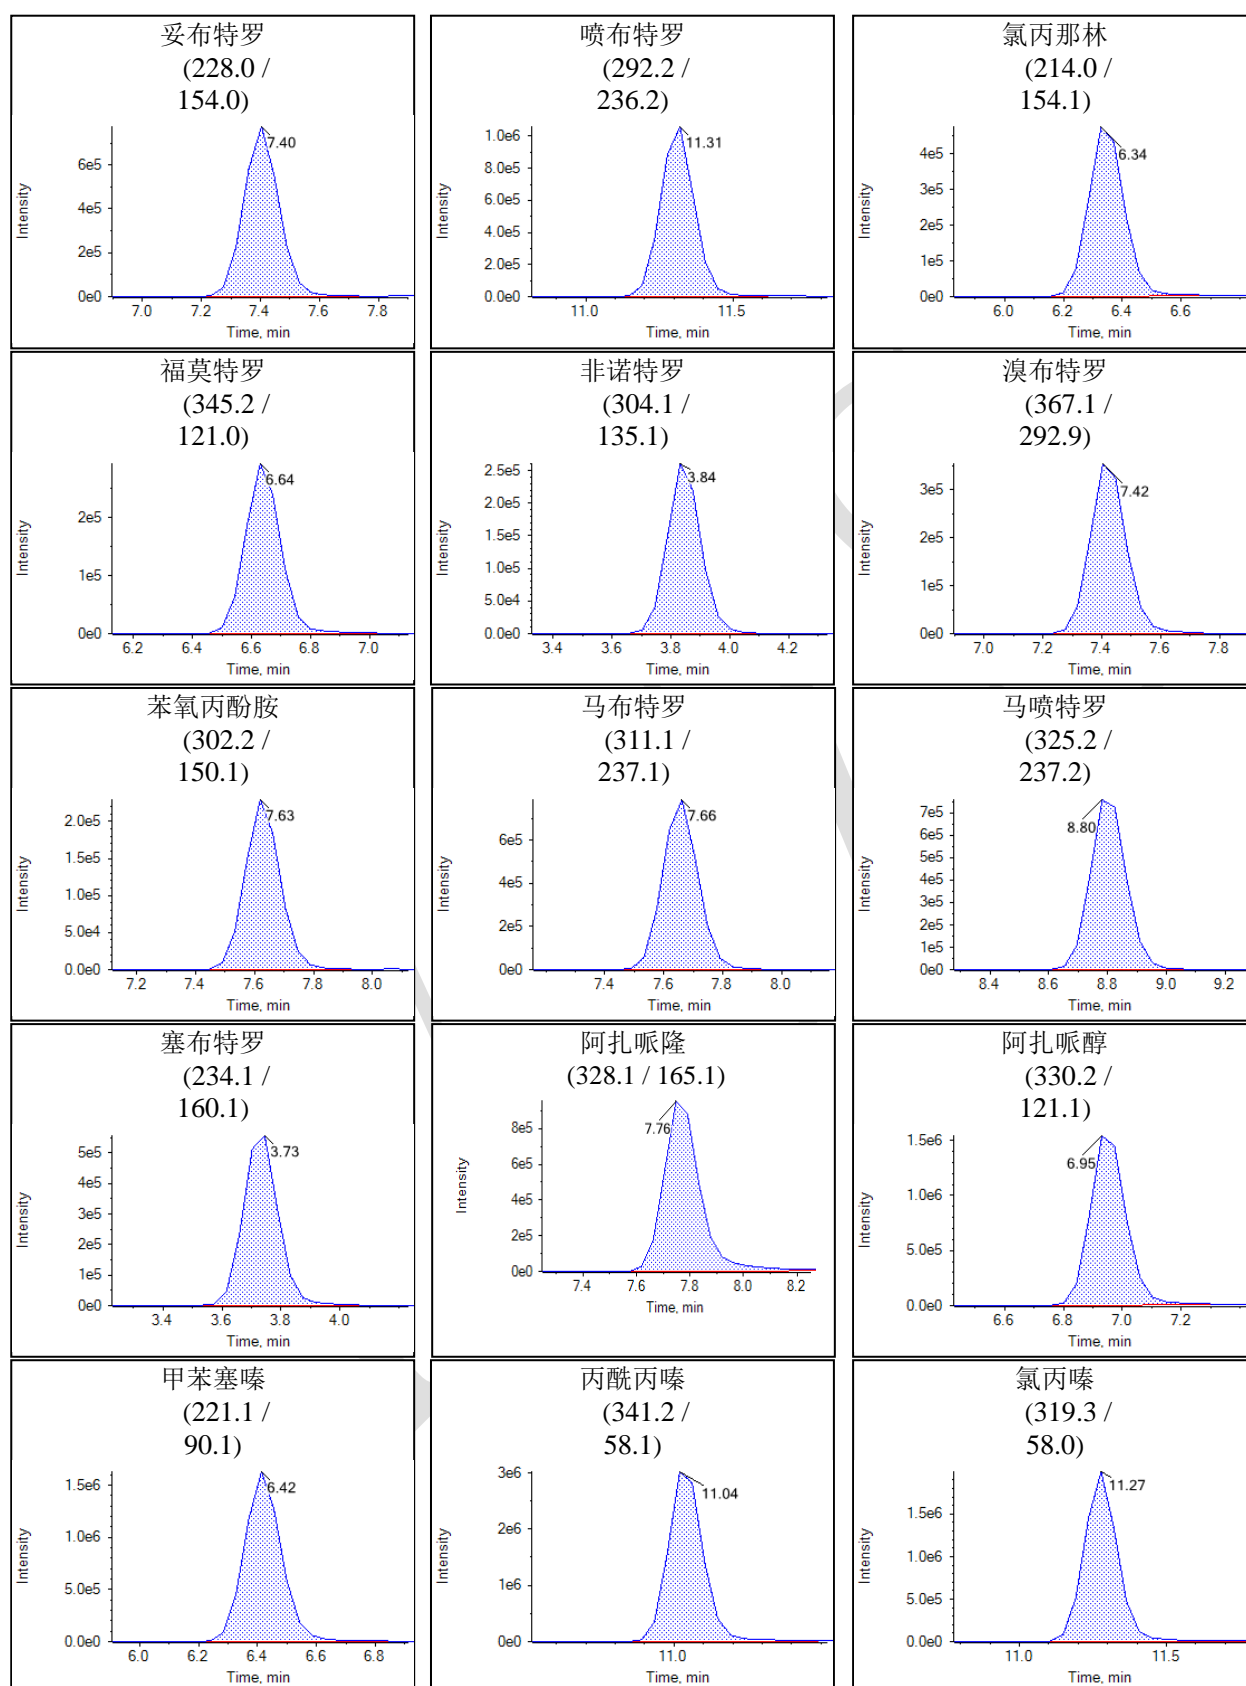 妥布特罗
(228.0 /
154.0)
7.40
6e5
4e5
2e5
0e0
Intensity
7.0 7.2 7.4 7.6 7.8
Time, min
喷布特罗
(292.2 /
236.2)
11.31
1.0e6
8.0e5
6.0e5
4.0e5
2.0e5
0.0e0
Intensity
11.0 11.5
Time, min
氯丙那林
(214.0 /
154.1)
6.34
4e5
3e5
2e5
1e5
0e0
Intensity
6.0 6.2 6.4 6.6
Time, min
福莫特罗
(345.2 /
121.0)
6.64
2e5
1e5
0e0
Intensity
6.2 6.4 6.6 6.8 7.0
Time, min
非诺特罗
(304.1 /
135.1)
3.84
2.5e5
2.0e5
1.5e5
1.0e5
5.0e4
0.0e0
Intensity
3.4 3.6 3.8 4.0 4.2
Time, min
溴布特罗
(367.1 /
292.9)
7.42
3e5
2e5
1e5
0e0
Intensity
7.0 7.2 7.4 7.6 7.8
Time, min
苯氧丙酚胺
(302.2 /
150.1)
7.63
2.0e5
1.5e5
1.0e5
5.0e4
0.0e0
Intensity
7.2 7.4 7.6 7.8 8.0
Time, min
马布特罗
(311.1 /
237.1)
7.66
6e5
4e5
2e5
0e0
Intensity
7.4 7.6 7.8 8.0
Time, min
马喷特罗
(325.2 /
237.2)
8.80
7e5
6e5
5e5
4e5
3e5
2e5
1e5
0e0
Intensity
8.4 8.6 8.8 9.0 9.2
Time, min
塞布特罗
(234.1 /
160.1)
3.73
5e5
4e5
3e5
2e5
1e5
0e0
Intensity
3.4 3.6 3.8 4.0
Time, min
阿扎哌隆
(328.1 / 165.1)
7.76
8e5
6e5
4e5
2e5
0e0
Intensity
7.4 7.6 7.8 8.0 8.2
Time, min
阿扎哌醇
(330.2 /
121.1)
6.95
1.5e6
1.0e6
5.0e5
0.0e0
Intensity
6.6 6.8 7.0 7.2
Time, min
甲苯塞嗪
(221.1 /
90.1)
6.42
1.5e6
1.0e6
5.0e5
0.0e0
Intensity
6.0 6.2 6.4 6.6 6.8
Time, min
丙酰丙嗪
(341.2 /
58.1)
11.04
3e6
2e6
1e6
0e0
Intensity
11.0
Time, min
氯丙嗪
(319.3 /
58.0)
11.27
1.5e6
1.0e6
5.0e5
0.0e0
Intensity
11.0 11.5
Time, min